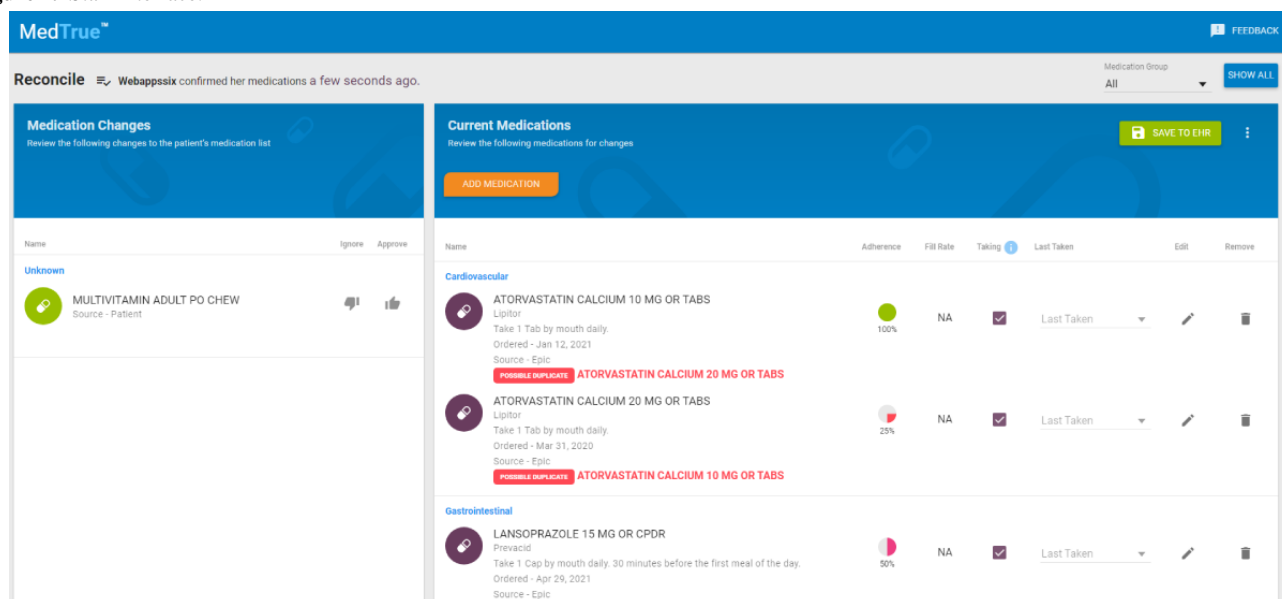 MedTrue™
FEEDBACK
Reconcile Webappssix confirmed her medications a few seconds ago.
Medication Group
All
SHOW ALL
Medication Changes
Review the following changes to the patient's medication list
Name Ignore Approve
Unknown
MULTIVITAMIN ADULT PO CHEW
Source - Patient
Current Medications
Review the following medications for changes
SAVE TO EHR
ADD MEDICATION
Name Adherence Fill Rate Taking Last Taken Edit Remove
Cardiovascular
ATORVASTATIN CALCIUM 10 MG OR TABS
Lipitor
Take 1 Tab by mouth daily.
Ordered - Jan 12, 2021
Source - Epic
POSSIBLE DUPLICATE ATORVASTATIN CALCIUM 20 MG OR TABS
100% NA Last Taken
ATORVASTATIN CALCIUM 20 MG OR TABS
Lipitor
Take 1 Tab by mouth daily.
Ordered - Mar 31, 2020
Source - Epic
POSSIBLE DUPLICATE ATORVASTATIN CALCIUM 10 MG OR TABS
25% NA Last Taken
Gastrointestinal
LANSOPRAZOLE 15 MG OR CPDR
Prevacid
Take 1 Cap by mouth daily. 30 minutes before the first meal of the day.
Ordered - Apr 29, 2021
Source - Epic
50% NA Last Taken